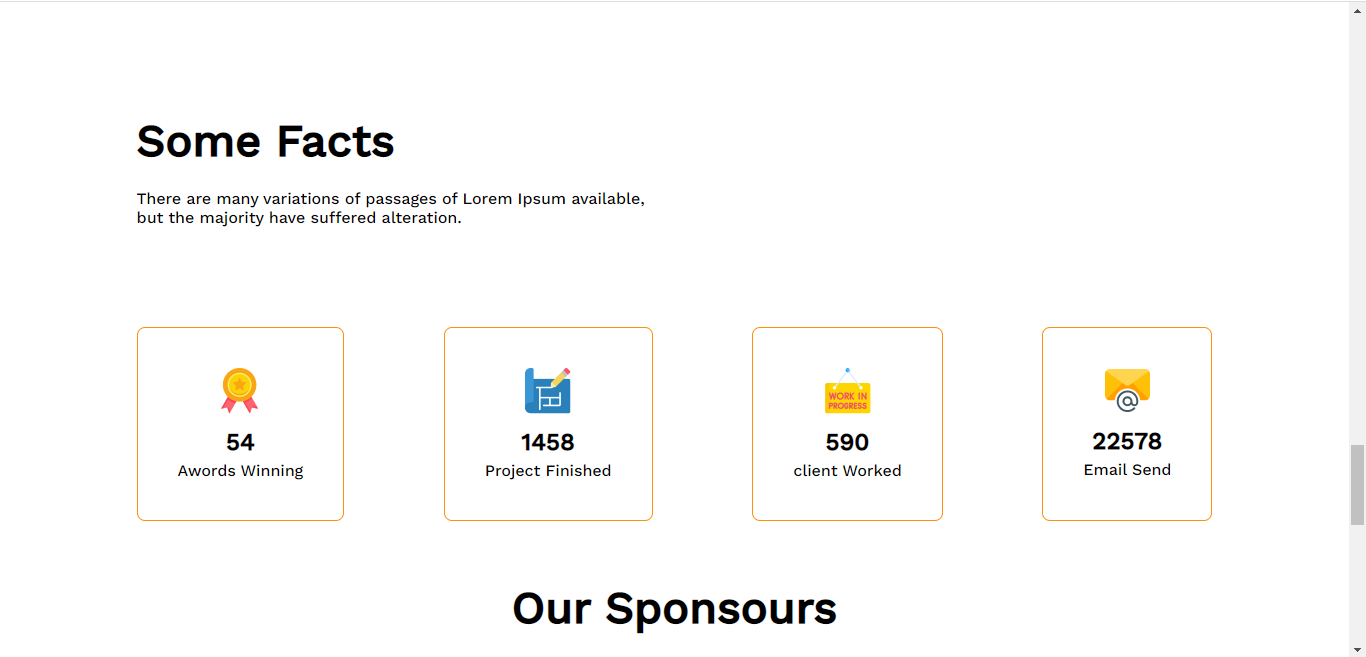 Some Facts
There are many variations of passages of Lorem Ipsum available,
but the majority have suffered alteration.
WORK IN
PROGRESS
54
1458
590
22578
Awords Winning
Project Finished
client Worked
Email Send
Our Sponsours